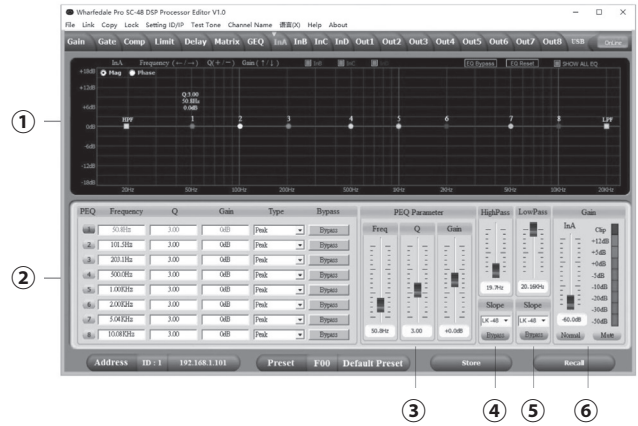 Wharfedale Pro SC-48 DSP Processor Editor V1.0
File Link Copy Lock Setting ID/IP Test Tone Channel Name 语言(X) Help About
Gain Gate Comp Limit Delay Matrix GEQ InA InB InC InD Out1 Out2 Out3 Out4 Out5 Out6 Out7 Out8 USB OnLine
InA Frequency (←/→) Q(+/−) Gain (↑/↓) InB InC InD EQ Bypass EQ Reset SHOW ALL EQ
+18dB Mag Phase
+12dB
Q:3.00
50.8Hz
+6dB 0.0dB
HPF 1 2 3 4 5 6 7 8 LPF
0dB
-6dB
-12dB
-18dB
20Hz 50Hz 100Hz 200Hz 500Hz 1kHz 2kHz 5kHz 10kHz 20kHz
PEQ Frequency Q Gain Type Bypass
1 50.8Hz 3.00 0dB Peak Bypass
2 101.5Hz 3.00 0dB Peak Bypass
3 203.1Hz 3.00 0dB Peak Bypass
4 500.0Hz 3.00 0dB Peak Bypass
5 1.00KHz 3.00 0dB Peak Bypass
6 2.00KHz 3.00 0dB Peak Bypass
7 5.04KHz 3.00 0dB Peak Bypass
8 10.08KHz 3.00 0dB Peak Bypass
PEQ Parameter
Freq Q Gain
50.8Hz 3.00 +0.0dB
HighPass
19.7Hz
Slope
LK-48
Bypass
LowPass
20.16KHz
Slope
LK-48
Bypass
Gain
InA Clip
+12dB
+5dB
+0dB
-5dB
-10dB
-20dB
-30dB
-60.0dB -50dB
Normal Mute
Address ID : 1 192.168.1.101 Preset F00 Default Preset Store Recall
1
2
3 4 5 6